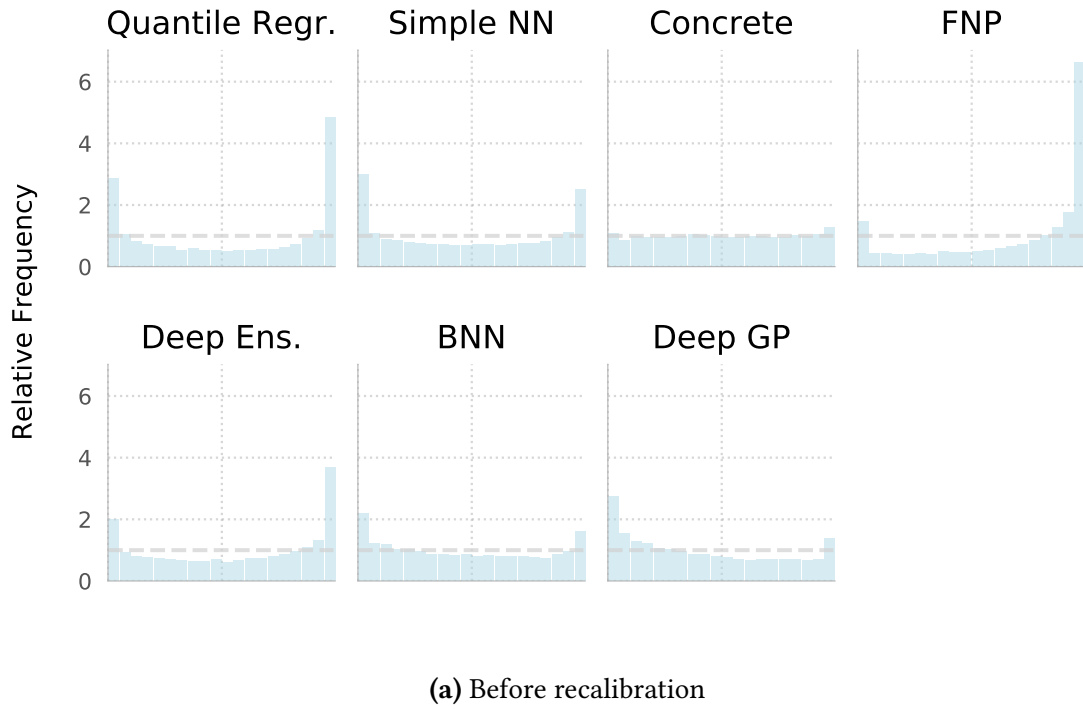 Quantile Regr. Simple NN Concrete FNP
6
4
2
0
Relative Frequency
Deep Ens. BNN Deep GP
6
4
2
0
(a) Before recalibration